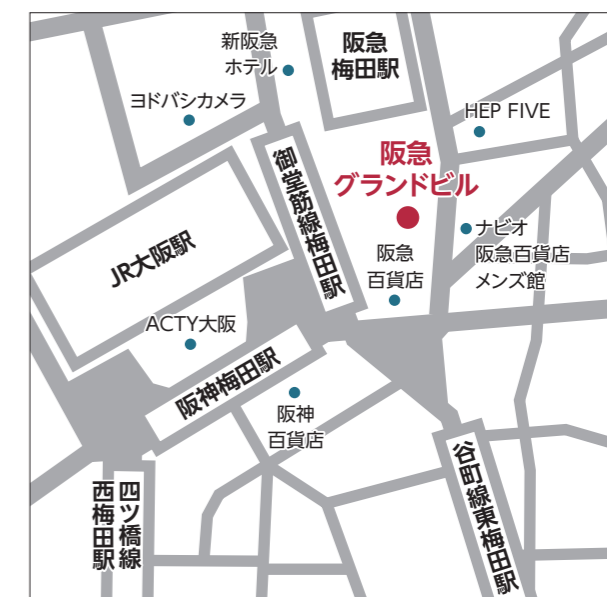 新阪急
ホテル
阪急
梅田駅
ヨドバシカメラ
HEP FIVE
阪急
グランドビル
御堂筋線梅田駅
ナビオ
阪急百貨店
メンズ館
JR大阪駅
阪急
百貨店
ACTY大阪
阪神梅田駅
阪神
百貨店
四ツ橋線
西梅田駅
谷町線東梅田駅